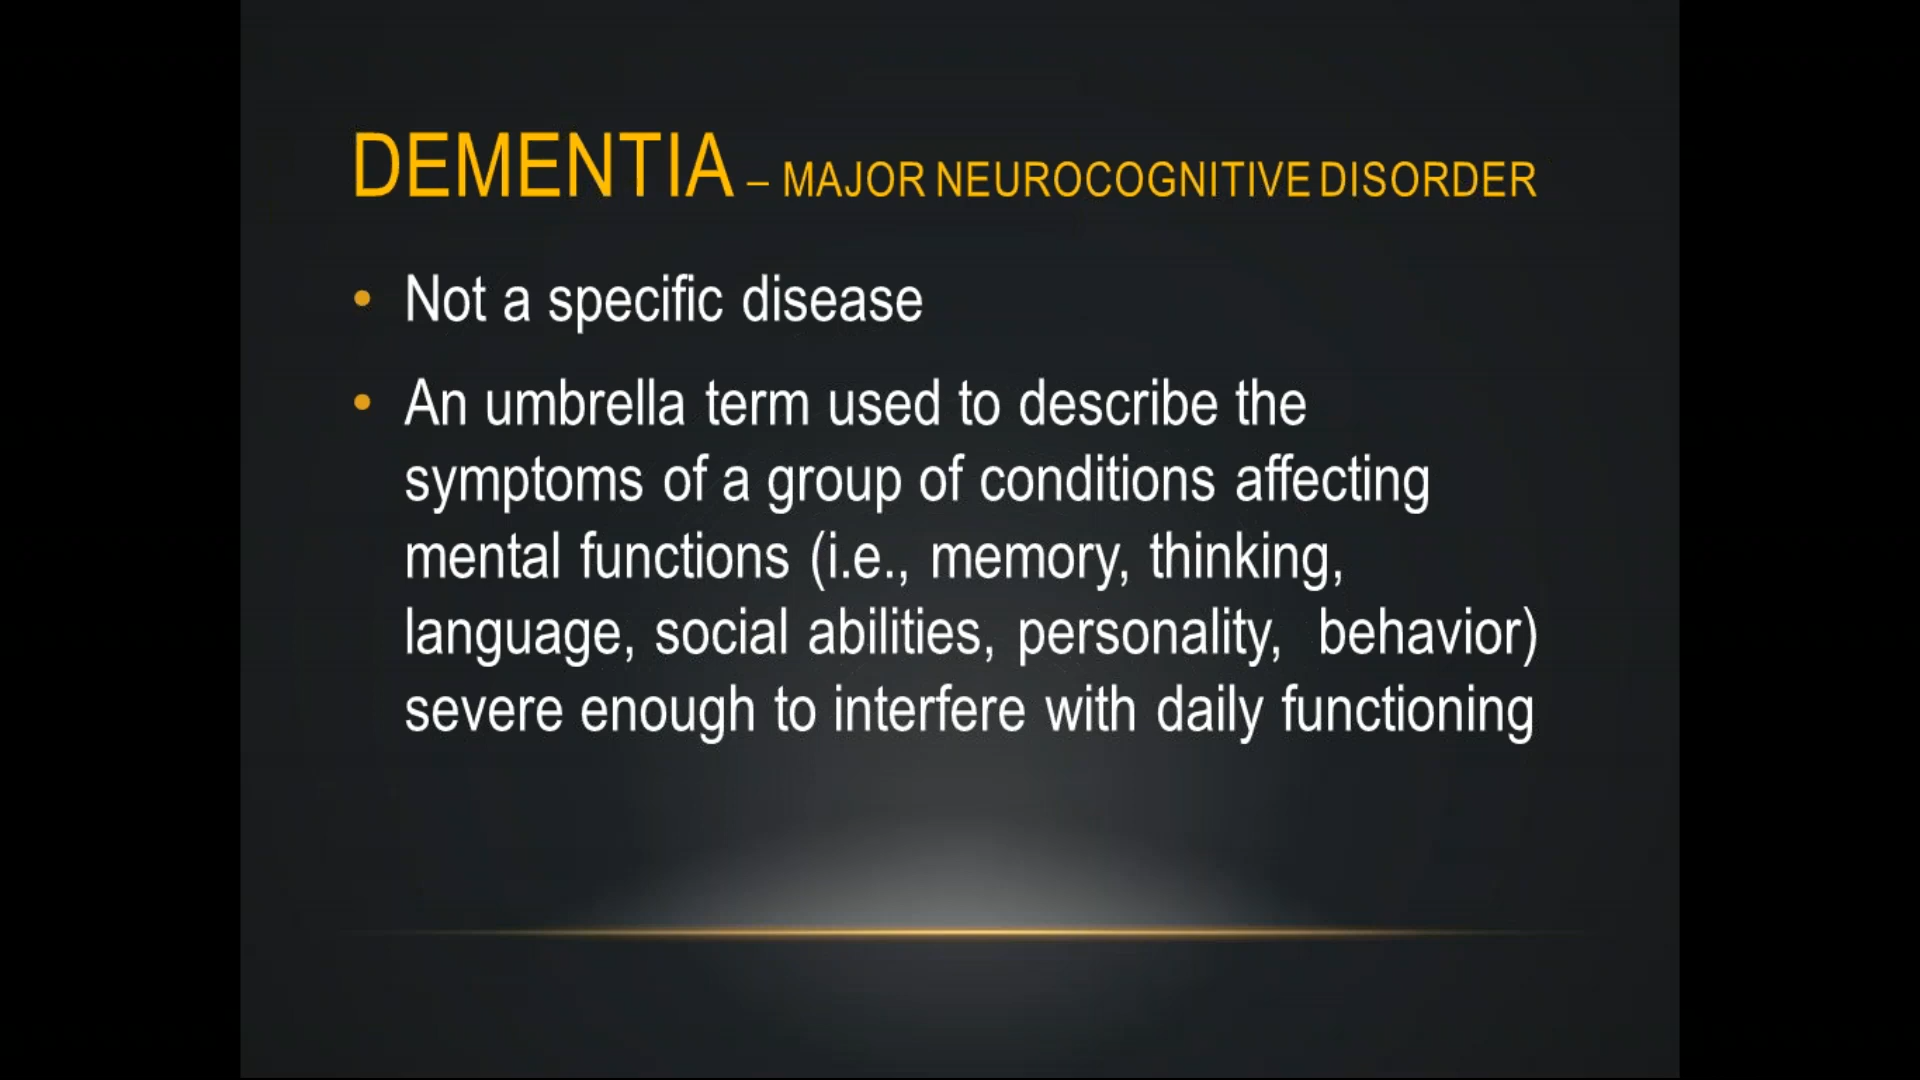 DEMENTIA – MAJOR NEUROCOGNITIVE DISORDER
• Not a specific disease
• An umbrella term used to describe the
symptoms of a group of conditions affecting
mental functions (i.e., memory, thinking,
language, social abilities, personality,  behavior)
severe enough to interfere with daily functioning